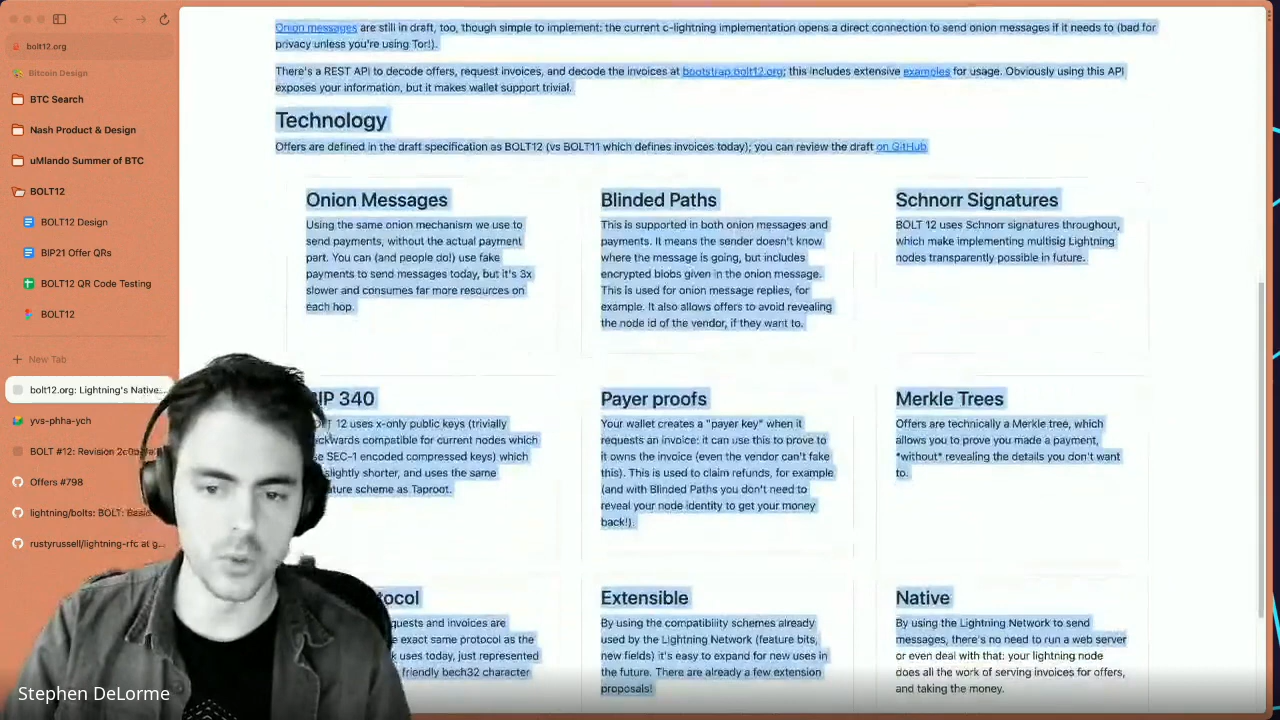 bolt12.org
Bitcoin Design
BTC Search
Nash Product & Design
uMlando Summer of BTC
BOLT12
BOLT12 Design
BIP21 Offer QRs
BOLT12 QR Code Testing
BOLT12
New Tab
bolt12.org: Lightning's Native...
yvs-phha-ych
BOLT #12: Revision
Offers #798
lightning/bolts: BOLT: Basic
rustyrussell/lightning-rfc at g...
Onion messages are still in draft, too, though simple to implement: the current c-lightning implementation opens a direct connection to send onion messages if it needs to (bad for
privacy unless you're using Tor!).
There's a REST API to decode offers, request invoices, and decode the invoices at bootstrap.bolt12.org; this includes extensive examples for usage. Obviously using this API
exposes your information, but it makes wallet support trivial.
Technology
Offers are defined in the draft specification as BOLT12 (vs BOLT11 which defines invoices today); you can review the draft on GitHub
Onion Messages
Using the same onion mechanism we use to
send payments, without the actual payment
part. You can (and people do!) use fake
payments to send messages today, but it's 3x
slower and consumes far more resources on
each hop.
Blinded Paths
This is supported in both onion messages and
payments. It means the sender doesn't know
where the message is going, but includes
encrypted blobs given in the onion message.
This is used for onion message replies, for
example. It also allows offers to avoid revealing
the node id of the vendor, if they want to.
Schnorr Signatures
BOLT 12 uses Schnorr signatures throughout,
which make implementing multisig Lightning
nodes transparently possible in future.
BIP 340
12 uses x-only public keys (trivially
backwards compatible for current nodes which
SEC-1 encoded compressed keys) which
slightly shorter, and uses the same
scheme as Taproot.
Payer proofs
Your wallet creates a "payer key" when it
requests an invoice: it can use this to prove to
it owns the invoice (even the vendor can't fake
this). This is used to claim refunds, for example
(and with Blinded Paths you don't need to
reveal your node identity to get your money
back!).
Merkle Trees
Offers are technically a Merkle tree, which
allows you to prove you made a payment,
*without* revealing the details you don't want
to.
requests and invoices are
exact same protocol as the
uses today, just represented
friendly bech32 character
Extensible
By using the compatibility schemes already
used by the Lightning Network (feature bits,
new fields) it's easy to expand for new uses in
the future. There are already a few extension
proposals!
Native
By using the Lightning Network to send
messages, there's no need to run a web server
or even deal with that: your lightning node
does all the work of serving invoices for offers,
and taking the money.
Stephen DeLorme